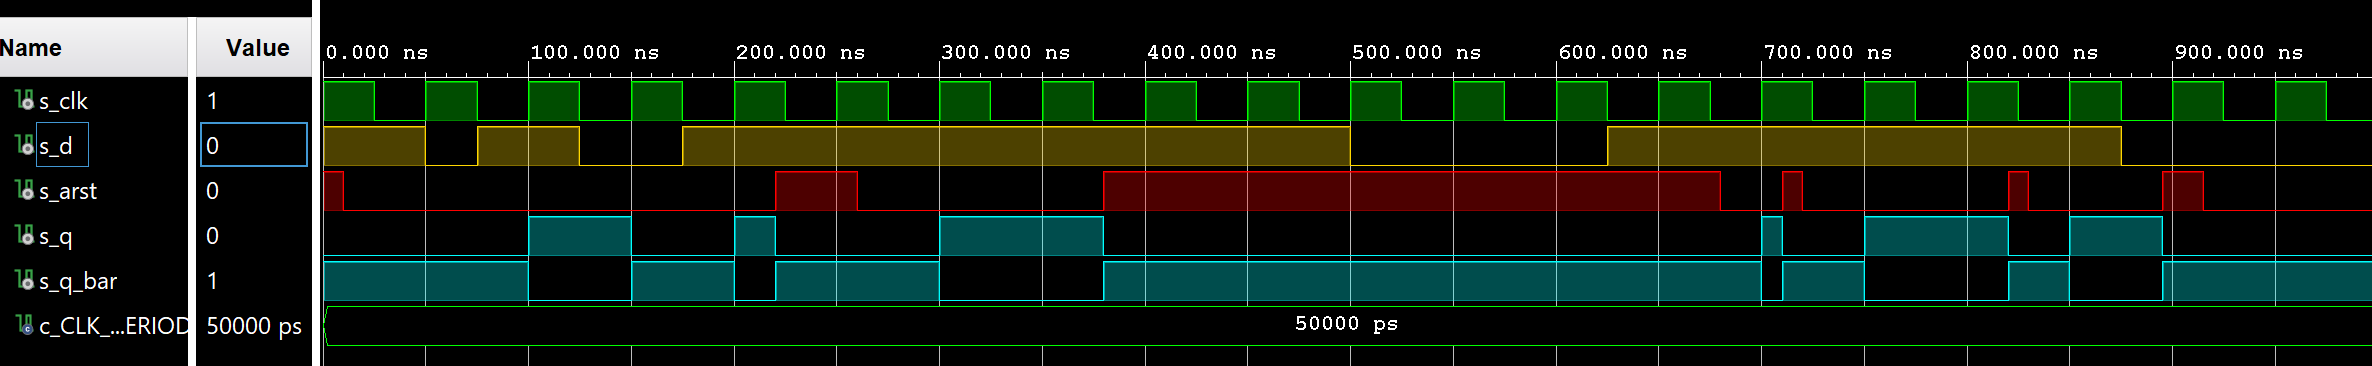 Name Value
0.000 ns 100.000 ns 200.000 ns 300.000 ns 400.000 ns 500.000 ns 600.000 ns 700.000 ns 800.000 ns 900.000 ns
s_clk 1
s_d 0
s_arst 0
s_q 0
s_q_bar 1
c_CLK_...ERIOD 50000 ps 50000 ps